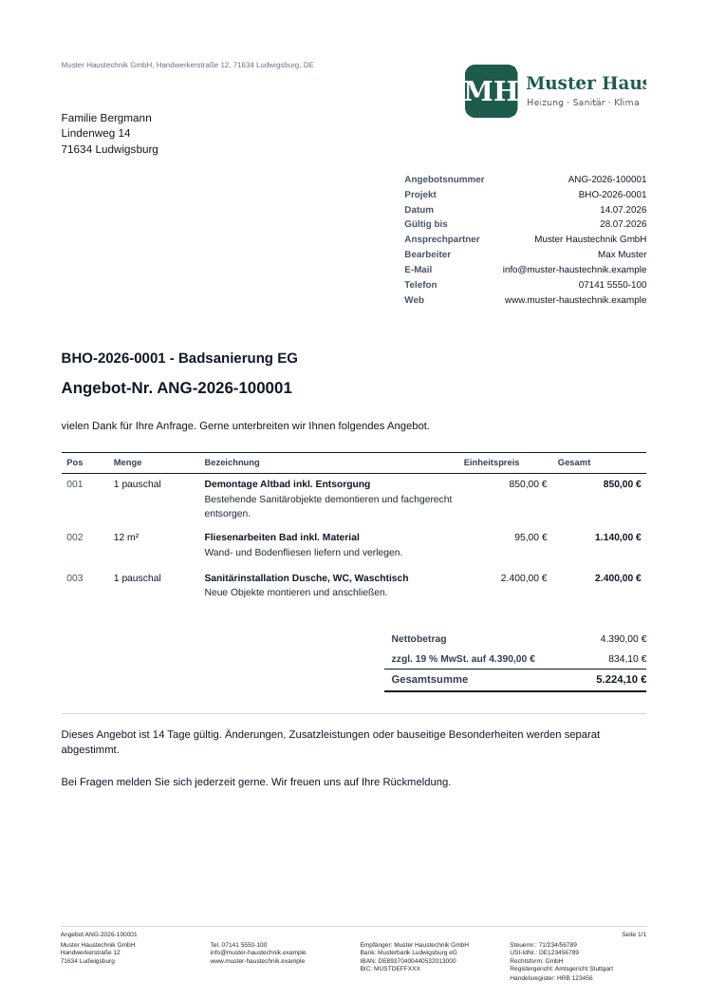 Muster Haustechnik GmbH, Handwerkerstraße 12, 71634 Ludwigsburg, DE
MH
Muster Haus
Heizung · Sanitär · Klima
Familie Bergmann
Lindenweg 14
71634 Ludwigsburg
Angebotsnummer ANG-2026-100001
Projekt BHO-2026-0001
Datum 14.07.2026
Gültig bis 28.07.2026
Ansprechpartner Muster Haustechnik GmbH
Bearbeiter Max Muster
E-Mail info@muster-haustechnik.example
Telefon 07141 5550-100
Web www.muster-haustechnik.example
BHO-2026-0001 - Badsanierung EG
Angebot-Nr. ANG-2026-100001
vielen Dank für Ihre Anfrage. Gerne unterbreiten wir Ihnen folgendes Angebot.
Pos Menge Bezeichnung Einheitspreis Gesamt
001 1 pauschal Demontage Altbad inkl. Entsorgung 850,00 € 850,00 €
Bestehende Sanitärobjekte demontieren und fachgerecht
entsorgen.
002 12 m² Fliesenarbeiten Bad inkl. Material 95,00 € 1.140,00 €
Wand- und Bodenfliesen liefern und verlegen.
003 1 pauschal Sanitärinstallation Dusche, WC, Waschtisch 2.400,00 € 2.400,00 €
Neue Objekte montieren und anschließen.
Nettobetrag 4.390,00 €
zzgl. 19 % MwSt. auf 4.390,00 € 834,10 €
Gesamtsumme 5.224,10 €
Dieses Angebot ist 14 Tage gültig. Änderungen, Zusatzleistungen oder bauseitige Besonderheiten werden separat
abgestimmt.
Bei Fragen melden Sie sich jederzeit gerne. Wir freuen uns auf Ihre Rückmeldung.
Angebot ANG-2026-100001 Seite 1/1
Muster Haustechnik GmbH
Handwerkerstraße 12
71634 Ludwigsburg
Tel. 07141 5550-100
info@muster-haustechnik.example
www.muster-haustechnik.example
Empfänger: Muster Haustechnik GmbH
Bank: Musterbank Ludwigsburg eG
IBAN: DE89370400440532013000
BIC: MUSTDEFFXXX
Steuernr.: 71/234/56789
USt-IdNr.: DE123456789
Rechtsform: GmbH
Registergericht: Amtsgericht Stuttgart
Handelsregister: HRB 123456